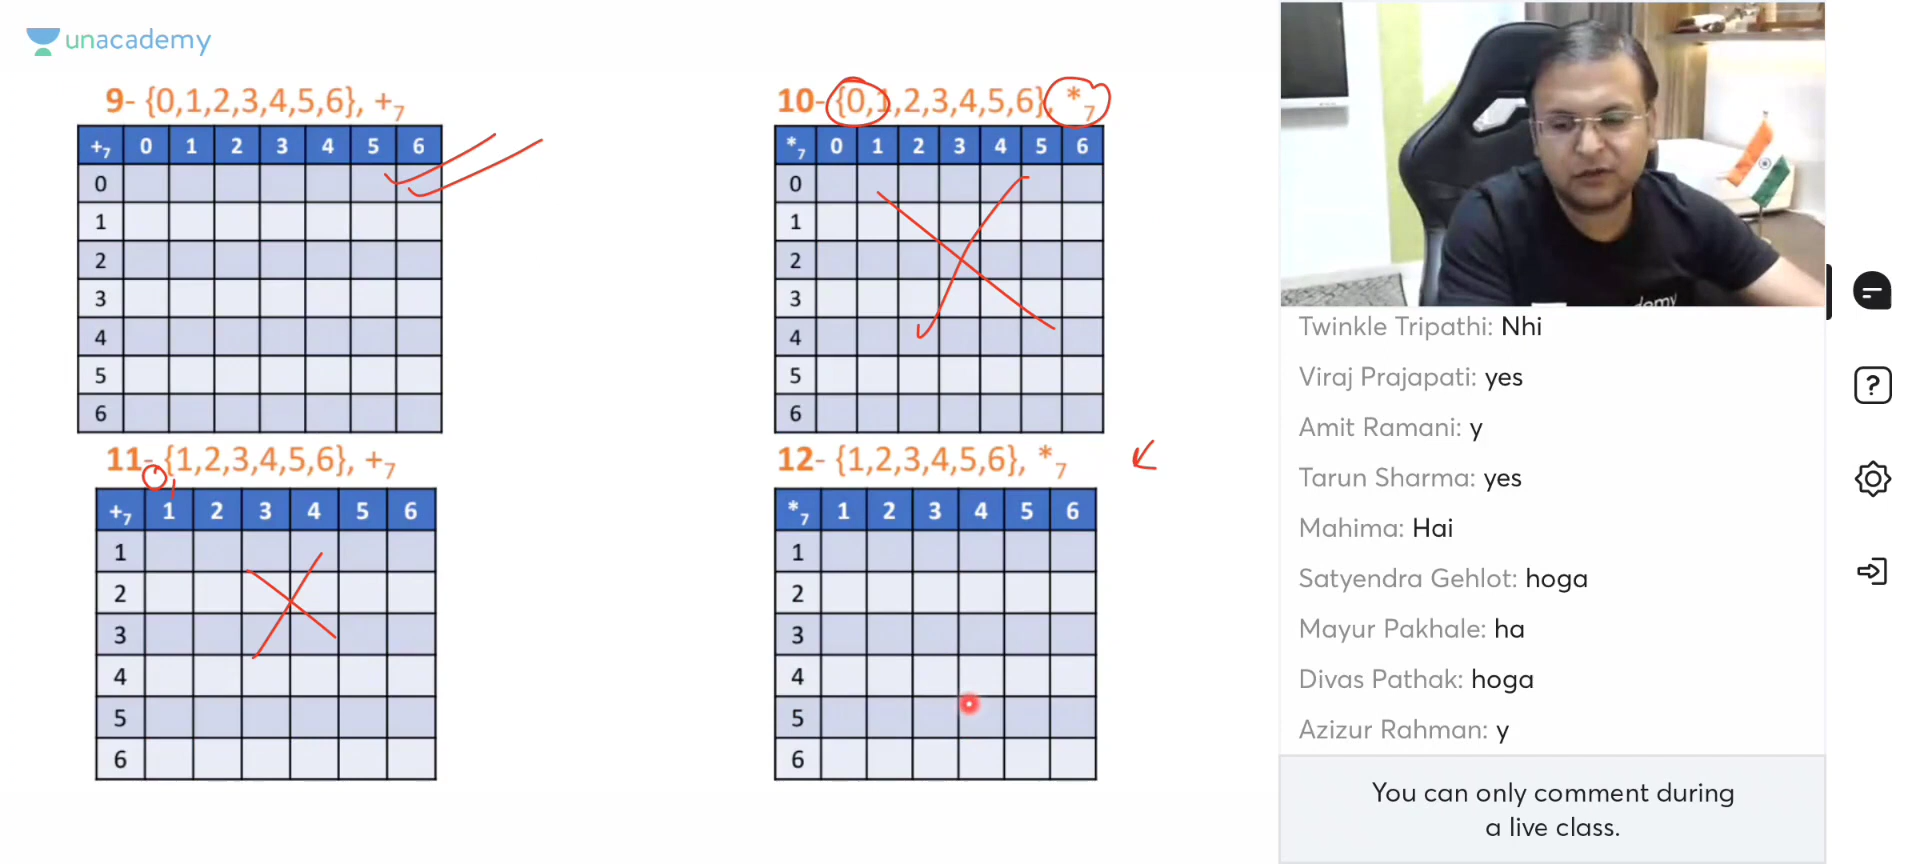 unacademy
9- {0,1,2,3,4,5,6}, +7
+7 0 1 2 3 4 5 6
0
1
2
3
4
5
6
10- {0,1,2,3,4,5,6}, *7
*7 0 1 2 3 4 5 6
0
1
2
3
4
5
6
11- {1,2,3,4,5,6}, +7
0,
+7 1 2 3 4 5 6
1
2
3
4
5
6
12- {1,2,3,4,5,6}, *7
*7 1 2 3 4 5 6
1
2
3
4
5
6
Twinkle Tripathi: Nhi
Viraj Prajapati: yes
Amit Ramani: y
Tarun Sharma: yes
Mahima: Hai
Satyendra Gehlot: hoga
Mayur Pakhale: ha
Divas Pathak: hoga
Azizur Rahman: y
You can only comment during
a live class.
?